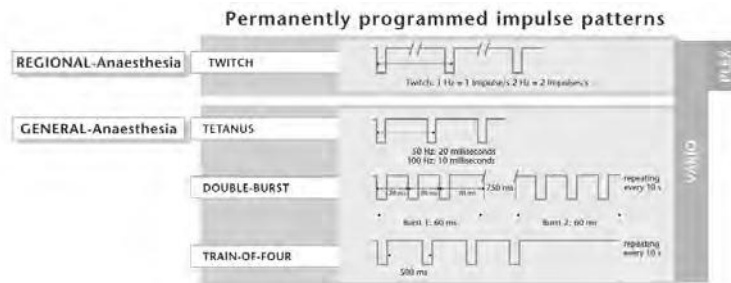 Permanently programmed impulse patterns
REGIONAL-Anaesthesia
TWITCH
Twitch: 1 Hz = 1 Impulse/s 2 Hz = 2 Impulses/s
PLEX
GENERAL-Anaesthesia
TETANUS
50 Hz: 20 milliseconds
100 Hz: 10 milliseconds
VARIO
DOUBLE-BURST
20 ms 20 ms 20 ms 750 ms
repeating
every 10 s
Burst 1: 60 ms
Burst 2: 60 ms
TRAIN-OF-FOUR
repeating
every 10 s
500 ms